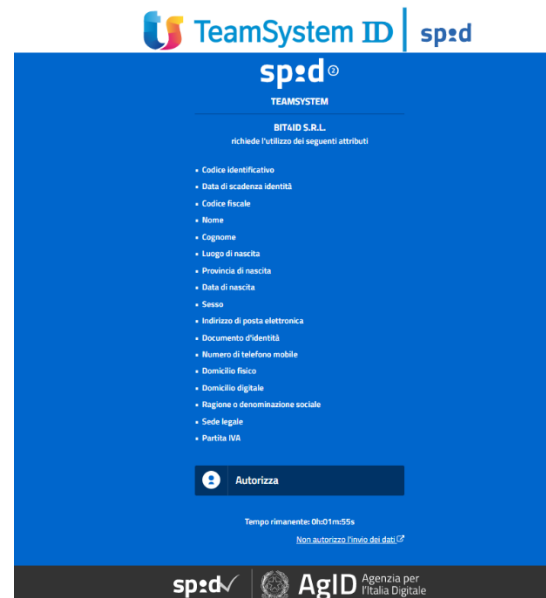 TeamSystem ID spid
spid 2
TEAMSYSTEM
BIT4ID S.R.L.
richiede l'utilizzo dei seguenti attributi
• Codice identificativo
• Data di scadenza identità
• Codice fiscale
• Nome
• Cognome
• Luogo di nascita
• Provincia di nascita
• Data di nascita
• Sesso
• Indirizzo di posta elettronica
• Documento d'identità
• Numero di telefono mobile
• Domicilio fisico
• Domicilio digitale
• Ragione o denominazione sociale
• Sede legale
• Partita IVA
Autorizza
Tempo rimanente: 0h:01m:55s
Non autorizzo l'invio dei dati
spid AgID Agenzia per
l'Italia Digitale